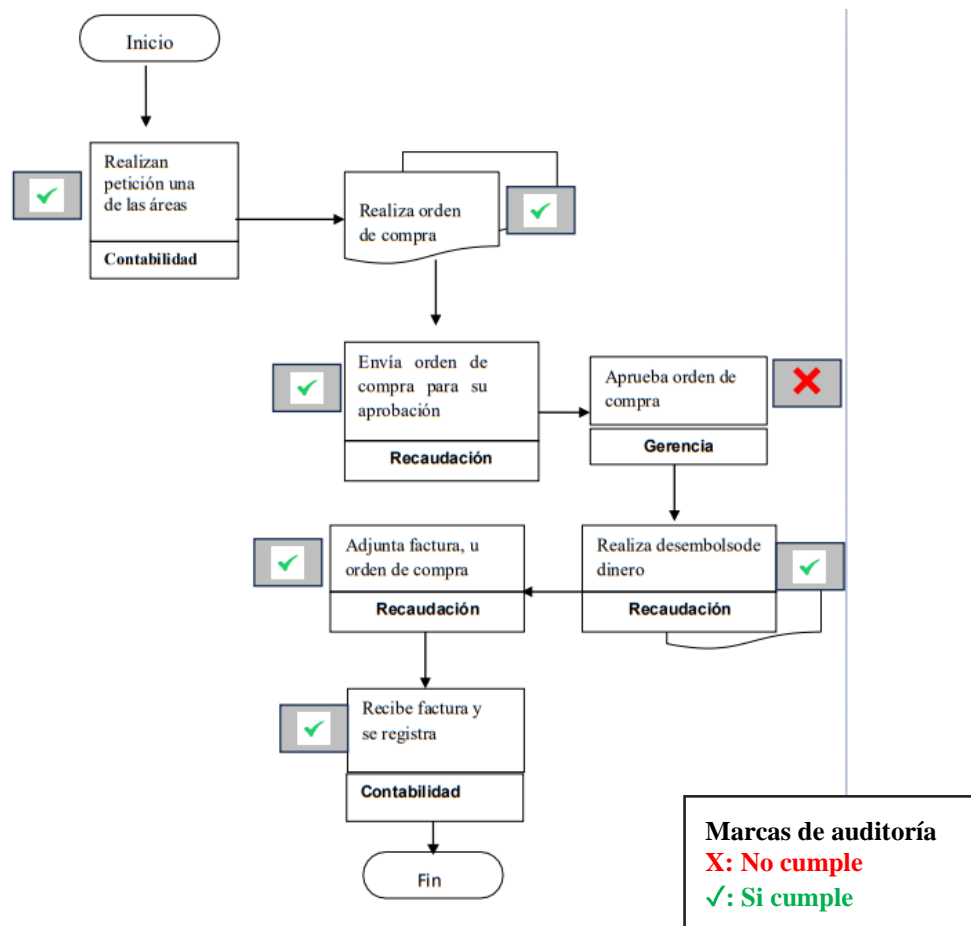 Inicio
Realizan
petición una
de las áreas
Contabilidad
Realiza orden
de compra
Envía orden de
compra para su
aprobación
Recaudación
Aprueba orden de
compra
Gerencia
Realiza desembolsode
dinero
Recaudación
Adjunta factura, u
orden de compra
Recaudación
Recibe factura y
se registra
Contabilidad
Fin
Marcas de auditoría
X: No cumple
✓: Si cumple